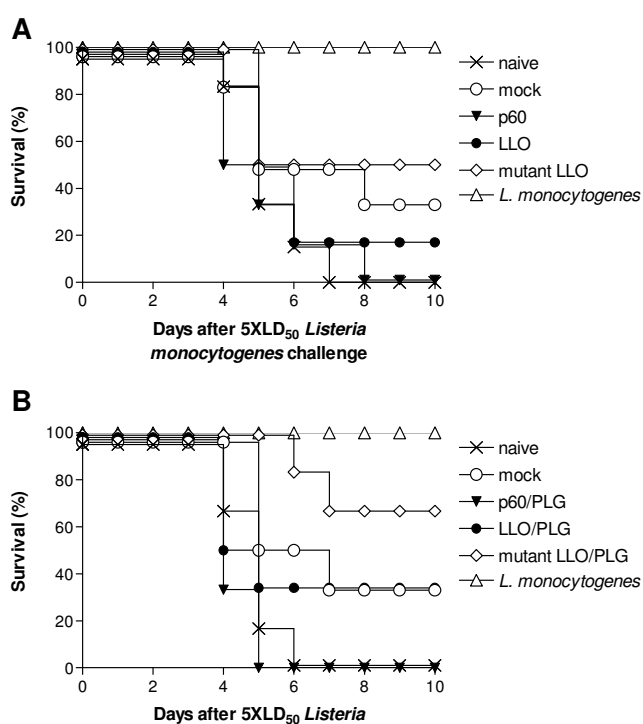 A
100
80
60
40
20
0
Survival (%)
0 2 4 6 8 10
Days after 5XLD50 Listeria
monocytogenes challenge
naive
mock
p60
LLO
mutant LLO
L. monocytogenes
B
100
80
60
40
20
0
Survival (%)
0 2 4 6 8 10
Days after 5XLD50 Listeria
naive
mock
p60/PLG
LLO/PLG
mutant LLO/PLG
L. monocytogenes